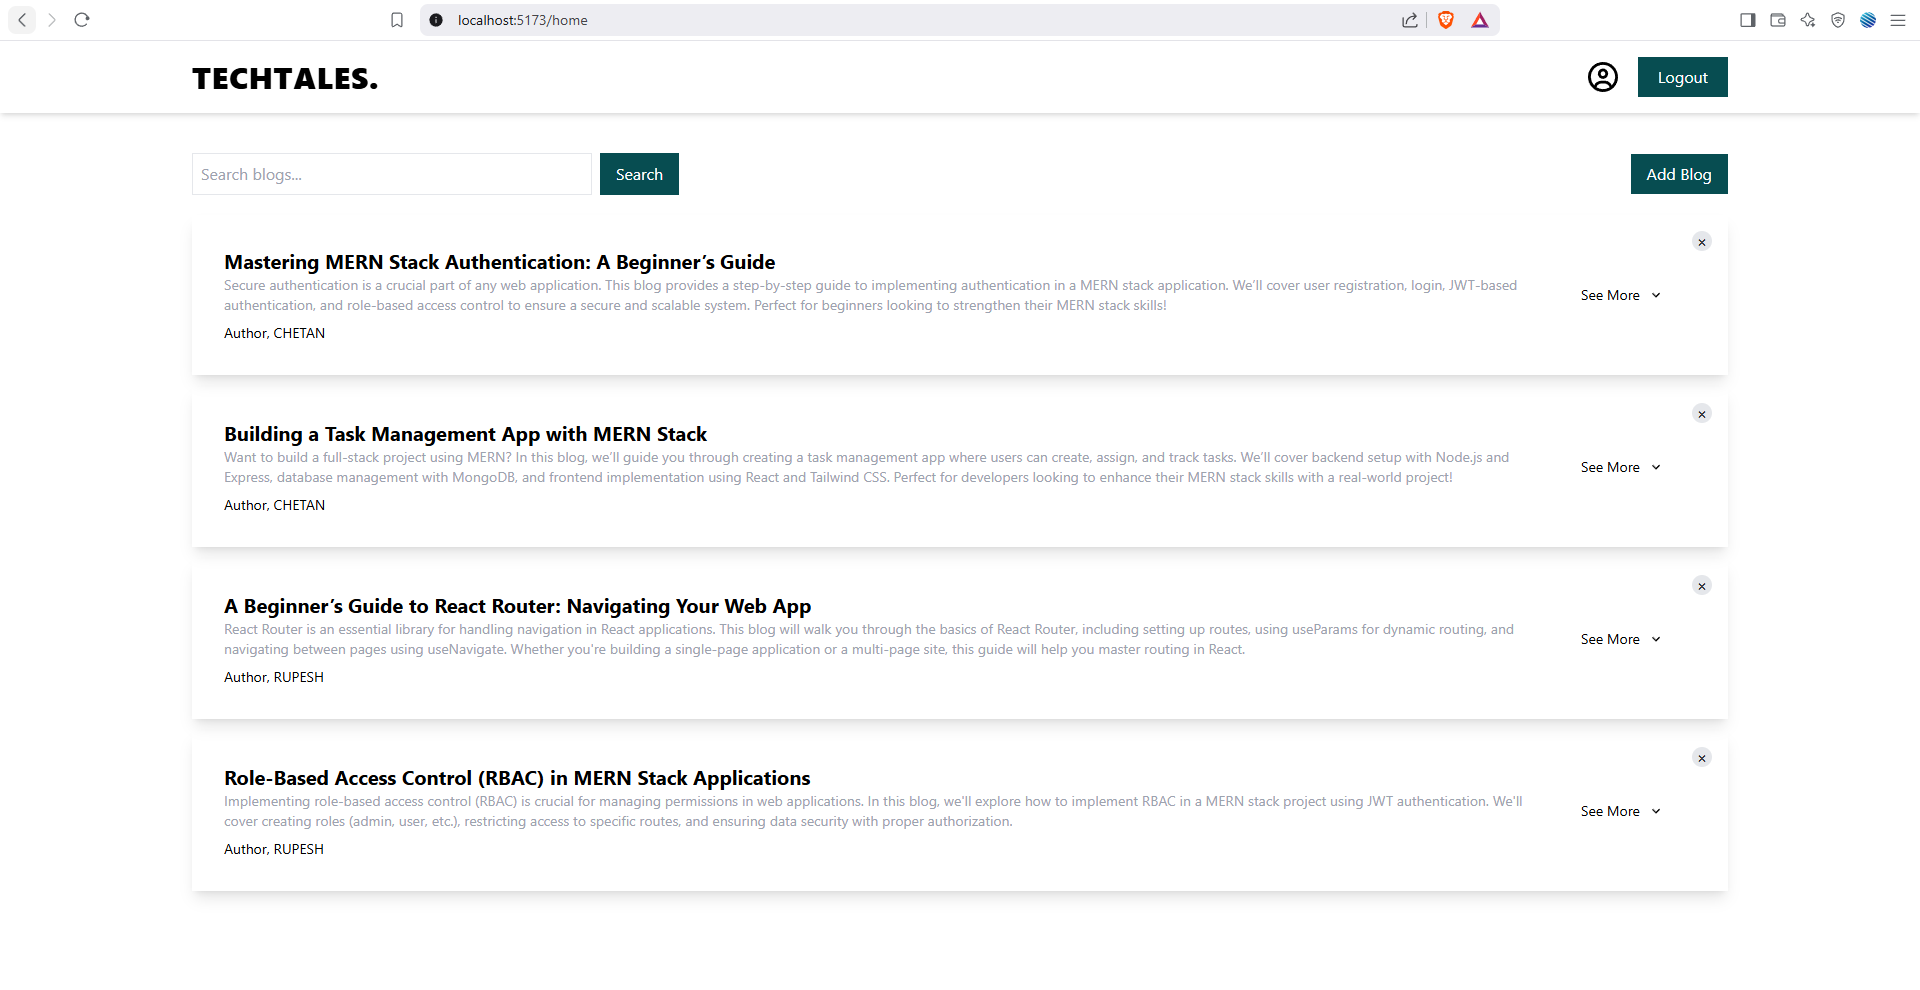 localhost:5173/home
TECHTALES.
Logout
Search blogs...
Search
Add Blog
Mastering MERN Stack Authentication: A Beginner’s Guide
Secure authentication is a crucial part of any web application. This blog provides a step-by-step guide to implementing authentication in a MERN stack application. We’ll cover user registration, login, JWT-based
authentication, and role-based access control to ensure a secure and scalable system. Perfect for beginners looking to strengthen their MERN stack skills!
Author, CHETAN
See More
Building a Task Management App with MERN Stack
Want to build a full-stack project using MERN? In this blog, we’ll guide you through creating a task management app where users can create, assign, and track tasks. We’ll cover backend setup with Node.js and
Express, database management with MongoDB, and frontend implementation using React and Tailwind CSS. Perfect for developers looking to enhance their MERN stack skills with a real-world project!
Author, CHETAN
See More
A Beginner’s Guide to React Router: Navigating Your Web App
React Router is an essential library for handling navigation in React applications. This blog will walk you through the basics of React Router, including setting up routes, using useParams for dynamic routing, and
navigating between pages using useNavigate. Whether you're building a single-page application or a multi-page site, this guide will help you master routing in React.
Author, RUPESH
See More
Role-Based Access Control (RBAC) in MERN Stack Applications
Implementing role-based access control (RBAC) is crucial for managing permissions in web applications. In this blog, we'll explore how to implement RBAC in a MERN stack project using JWT authentication. We'll
cover creating roles (admin, user, etc.), restricting access to specific routes, and ensuring data security with proper authorization.
Author, RUPESH
See More